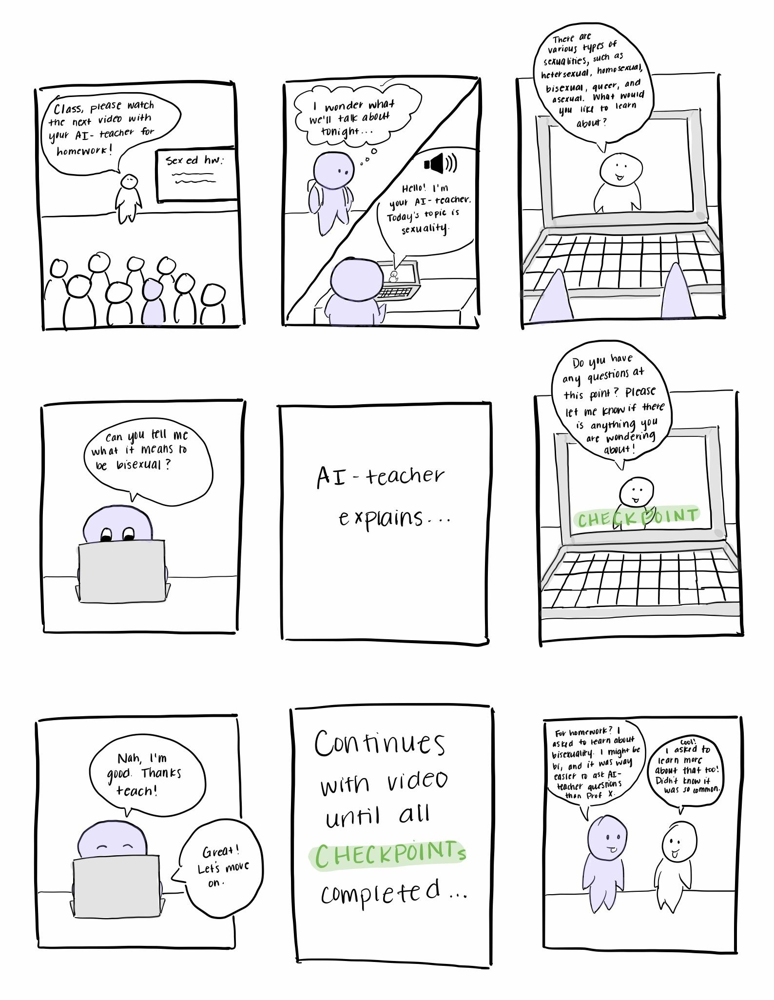 Class, please watch
the next video with
your AI-teacher for
homework!
Sex ed hw:
I wonder what
we'll talk about
tonight...
Hello! I'm
your AI-teacher.
Today's topic is
sexuality.
There are
various types of
sexualities, such as
hetersexual, homosexual,
bisexual, queer, and
asexual. What would
you like to learn
about?
Can you tell me
what it means to
be bisexual?
AI-teacher
explains...
Do you have
any questions at
this point? Please
let me know if there
is anything you
are wondering
about!
CHECKPOINT
Nah, I'm
good. Thanks
teach!
Great!
Let's move
on.
Continues
with video
until all
CHECKPOINTs
completed...
For homework? I
asked to learn about
bisexuality. I might be
bi, and it was way
easier to ask AI-
teacher questions
than Prof X.
Cool!
I asked to
learn more
about that too!
Didn't know it
was so common.